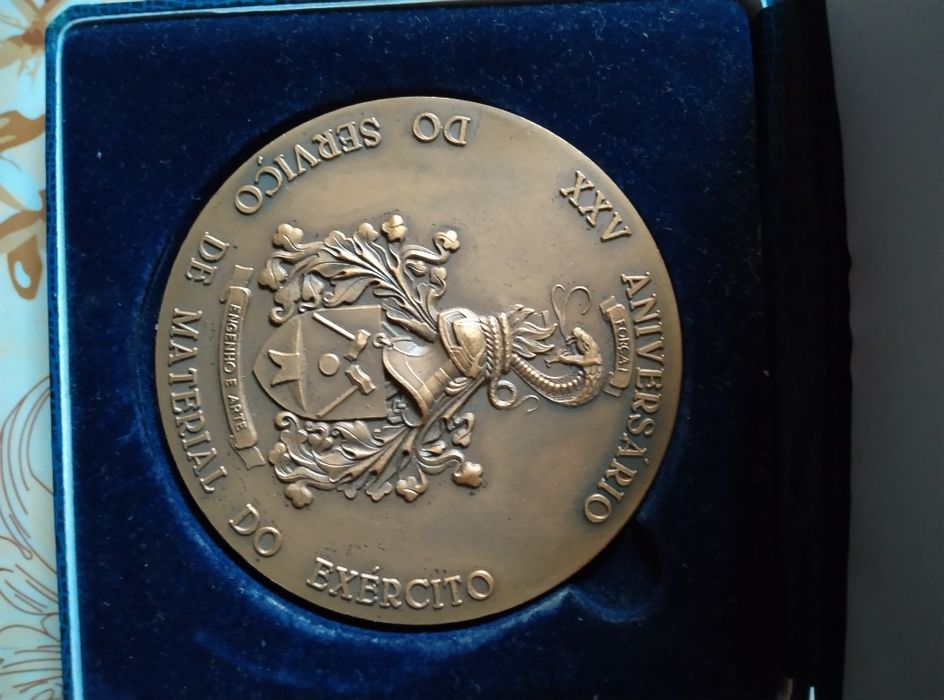 XXV ANIVERSÁRIO
DO SERVIÇO DE MATERIAL DO EXÉRCITO
FORÇA!
ENGENHO E ARTE